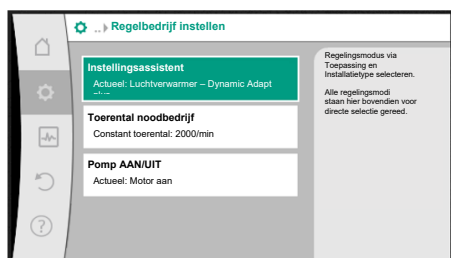 .. Regelbedrijf instellen
Instellingsassistent
Actueel: Luchtverwarmer – Dynamic Adapt
Toerental noodbedrijf
Constant toerental: 2000/min
Pomp AAN/UIT
Actueel: Motor aan
Regelingsmodus via
Toepassing en
Installatietype selecteren.
Alle regelingsmodi
staan hier bovendien voor
directe selectie gereed.
?